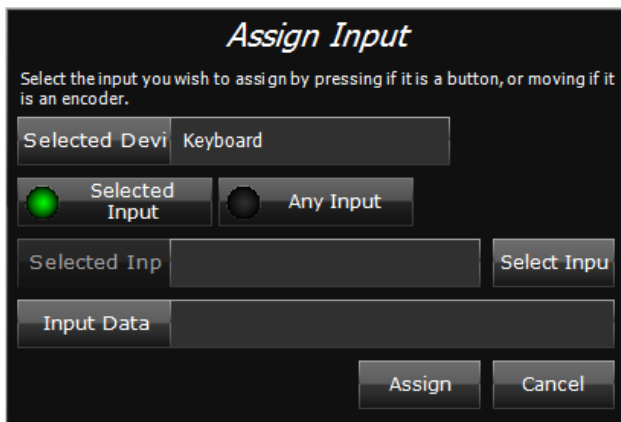 Assign Input
Select the input you wish to assign by pressing if it is a button, or moving if it
is an encoder.
Selected Devi Keyboard
Selected
Input
Any Input
Selected Inp
Select Inpu
Input Data
Assign Cancel